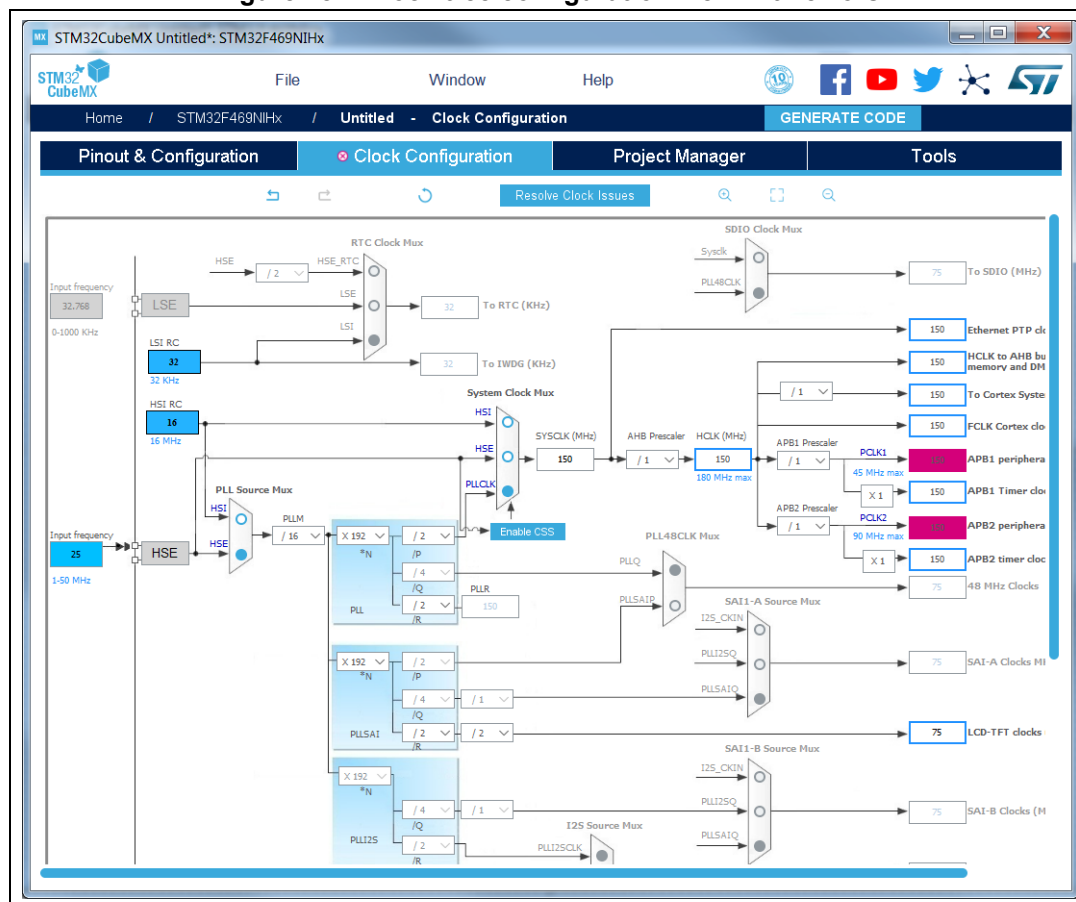 STM32CubeMX Untitled*: STM32F469NIHx
STM32
CubeMX
File Window Help
Home / STM32F469NIHx / Untitled - Clock Configuration GENERATE CODE
Pinout & Configuration Clock Configuration Project Manager Tools
Resolve Clock Issues
RTC Clock Mux
SDIO Clock Mux
HSE
/ 2
HSE_RTC
Sysclk
PLL48CLK
75 To SDIO (MHz)
Input frequency
32.768
0-1000 KHz
LSE
LSE
32 To RTC (KHz)
LSI
LSI RC
32
32 KHz
32 To IWDG (KHz)
150 Ethernet PTP clo
150 HCLK to AHB bu
memory and DM
/ 1 150 To Cortex Syste
150 FCLK Cortex clo
HSI RC
16
16 MHz
System Clock Mux
HSI
HSE
PLLCLK
SYSCLK (MHz)
150
AHB Prescaler
/ 1
HCLK (MHz)
150
180 MHz max
APB1 Prescaler
/ 1
PCLK1
45 MHz max
150 APB1 periphera
X 1 150 APB1 Timer clo
APB2 Prescaler
/ 1
PCLK2
90 MHz max
150 APB2 periphera
X 1 150 APB2 timer cloc
Enable CSS
PLL Source Mux
HSI
HSE
Input frequency
25
1-50 MHz
HSE
PLLM
/ 16
X 192
*N
/ 2
/P
/ 4
/Q
/ 2
/R
PLL
PLLR
150
PLL48CLK Mux
PLLQ
PLLSAIP
75 48 MHz Clocks
SAI1-A Source Mux
I2S_CKIN
PLLI2SQ
PLLSAIQ
75 SAI-A Clocks MI
X 192
*N
/ 2
/P
/ 4
/Q
/ 1
/ 2
/R
/ 2
PLLSAI
75 LCD-TFT clocks
SAI1-B Source Mux
I2S_CKIN
PLLI2SQ
PLLSAIQ
75 SAI-B Clocks (M
X 192
*N
/ 4
/Q
/ 1
/ 2
/R
PLLI2S
I2S Source Mux
PLLI2SCLK